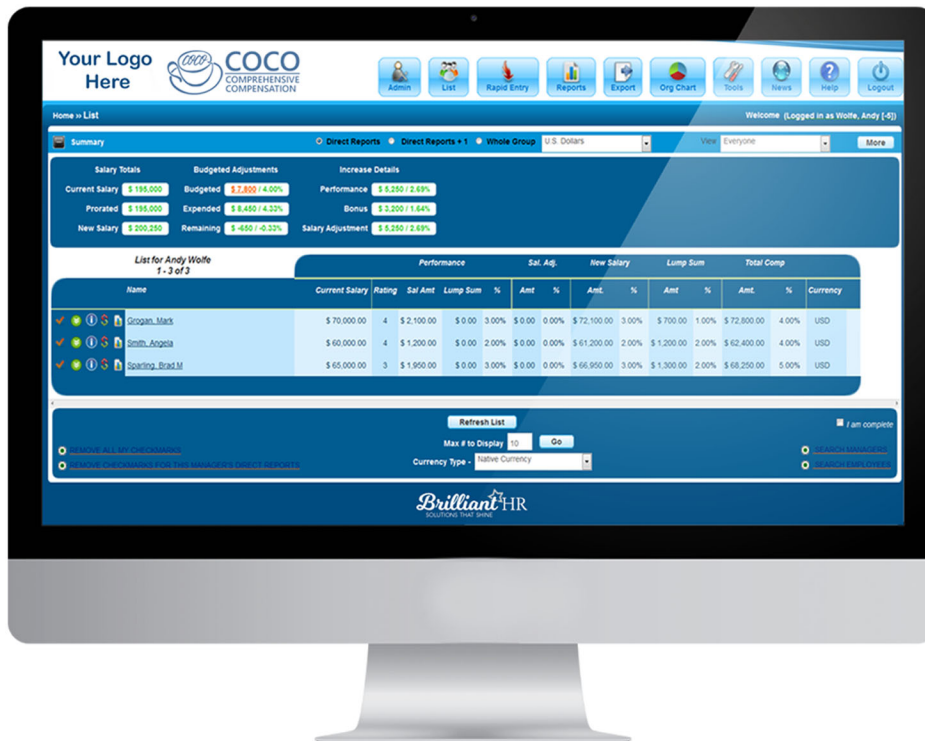 Your Logo Here
COCO
COCO
COMPREHENSIVE
COMPENSATION
Admin List Rapid Entry Reports Export Org Chart Tools News Help Logout
Home » List Welcome (Logged in as Wolfe, Andy [-5])
Summary Direct Reports Direct Reports + 1 Whole Group U.S. Dollars View Everyone More
Salary Totals Budgeted Adjustments Increase Details
Current Salary $ 195,000 Budgeted $ 7,800 / 4.00% Performance $ 5,250 / 2.69%
Prorated $ 195,000 Expended $ 8,450 / 4.33% Bonus $ 3,200 / 1.64%
New Salary $ 200,250 Remaining $ -650 / -0.33% Salary Adjustment $ 5,250 / 2.69%
List for Andy Wolfe
1 - 3 of 3
Performance Sal. Adj. New Salary Lump Sum Total Comp
Name Current Salary Rating Sal Amt Lump Sum % Amt % Amt. % Amt % Amt. % Currency
Grogan, Mark $ 70,000.00 4 $ 2,100.00 $ 0.00 3.00% $ 0.00 0.00% $ 72,100.00 3.00% $ 700.00 1.00% $ 72,800.00 4.00% USD
Smith, Angela $ 60,000.00 4 $ 1,200.00 $ 0.00 2.00% $ 0.00 0.00% $ 61,200.00 2.00% $ 1,200.00 2.00% $ 62,400.00 4.00% USD
Sparling, Brad M $ 65,000.00 3 $ 1,950.00 $ 0.00 3.00% $ 0.00 0.00% $ 66,950.00 3.00% $ 1,300.00 2.00% $ 68,250.00 5.00% USD
Refresh List
I am complete
Max # to Display 10 Go
REMOVE ALL MY CHECKMARKS SEARCH MANAGERS
Currency Type - Native Currency
REMOVE CHECKMARKS FOR THIS MANAGER'S DIRECT REPORTS SEARCH EMPLOYEES
Brilliant HR
SOLUTIONS THAT SHINE